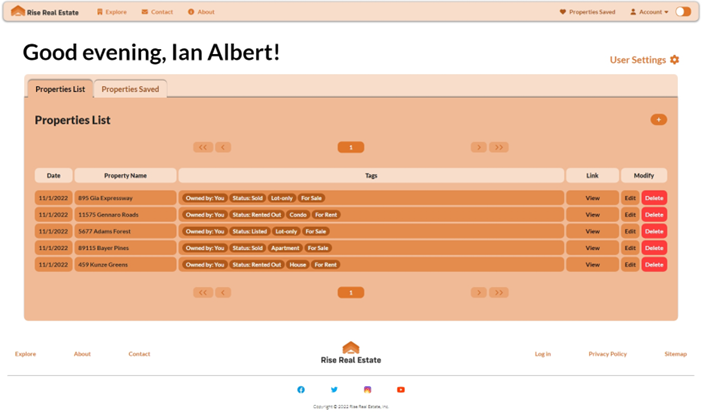 Rise Real Estate Explore Contact About Properties Saved Account
Good evening, Ian Albert!
User Settings
Properties List Properties Saved
Properties List
+
<< < 1 > >>
Date Property Name Tags Link Modify
11/1/2022 895 Gia Expressway Owned by: You Status: Sold Lot-only For Sale View Edit Delete
11/1/2022 11575 Gennaro Roads Owned by: You Status: Rented Out Condo For Rent View Edit Delete
11/1/2022 5677 Adams Forest Owned by: You Status: Listed Lot-only For Sale View Edit Delete
11/1/2022 89115 Bayer Pines Owned by: You Status: Sold Apartment For Sale View Edit Delete
11/1/2022 459 Kunze Greens Owned by: You Status: Rented Out House For Rent View Edit Delete
<< < 1 > >>
Explore About Contact Rise Real Estate Log In Privacy Policy Sitemap
Copyright © 2022 Rise Real Estate, Inc.